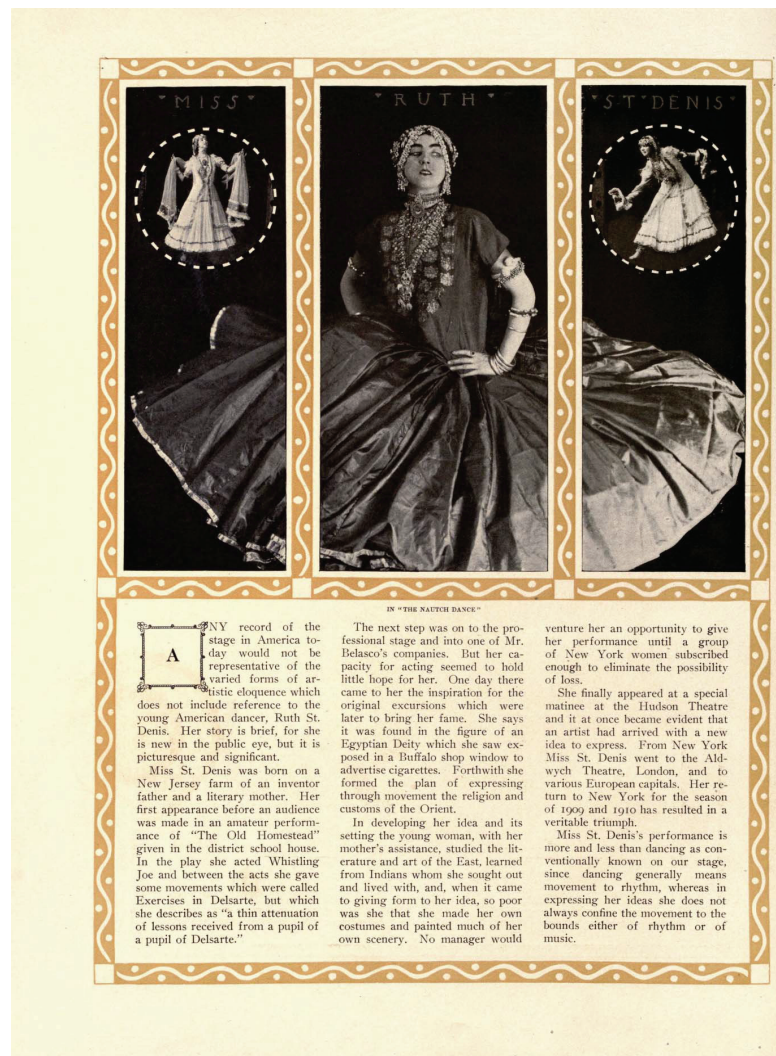 MISS
RUTH
ST DENIS
IN "THE NAUTCH DANCE"
ANY record of the
stage in America to-
day would not be
representative of the
varied forms of ar-
tistic eloquence which
does not include reference to the
young American dancer, Ruth St.
Denis. Her story is brief, for she
is new in the public eye, but it is
picturesque and significant.
Miss St. Denis was born on a
New Jersey farm of an inventor
father and a literary mother. Her
first appearance before an audience
was made in an amateur perform-
ance of "The Old Homestead"
given in the district school house.
In the play she acted Whistling
Joe and between the acts she gave
some movements which were called
Exercises in Delsarte, but which
she describes as "a thin attenuation
of lessons received from a pupil of
a pupil of Delsarte."
The next step was on to the pro-
fessional stage and into one of Mr.
Belasco's companies. But her ca-
pacity for acting seemed to hold
little hope for her. One day there
came to her the inspiration for the
original excursions which were
later to bring her fame. She says
it was found in the figure of an
Egyptian Deity which she saw ex-
posed in a Buffalo shop window to
advertise cigarettes. Forthwith she
formed the plan of expressing
through movement the religion and
customs of the Orient.
In developing her idea and its
setting the young woman, with her
mother's assistance, studied the lit-
erature and art of the East, learned
from Indians whom she sought out
and lived with, and, when it came
to giving form to her idea, so poor
was she that she made her own
costumes and painted much of her
own scenery. No manager would
venture her an opportunity to give
her performance until a group
of New York women subscribed
enough to eliminate the possibility
of loss.
She finally appeared at a special
matinee at the Hudson Theatre
and it at once became evident that
an artist had arrived with a new
idea to express. From New York
Miss St. Denis went to the Ald-
wych Theatre, London, and to
various European capitals. Her re-
turn to New York for the season
of 1909 and 1910 has resulted in a
veritable triumph.
Miss St. Denis's performance is
more and less than dancing as con-
ventionally known on our stage,
since dancing generally means
movement to rhythm, whereas in
expressing her ideas she does not
always confine the movement to the
bounds either of rhythm or of
music.